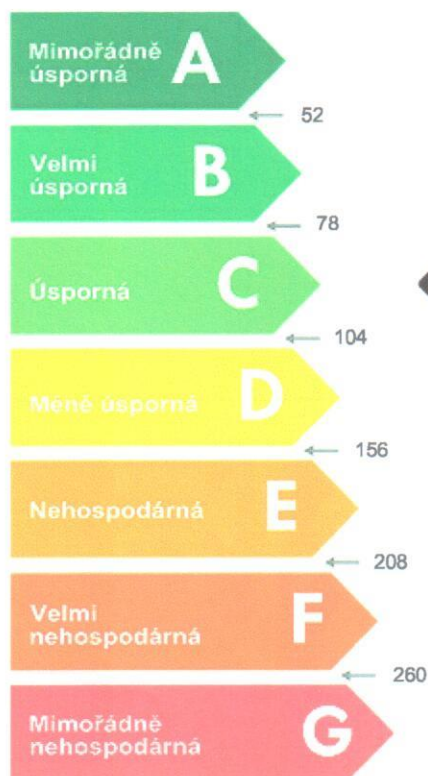 Mimořádně
úsporná
A
52
Velmi
úsporná
B
78
Úsporná
C
104
Méně úsporná
D
156
Nehospodárná
E
208
Velmi
nehospodárná
F
260
Mimořádně
nehospodárná
G